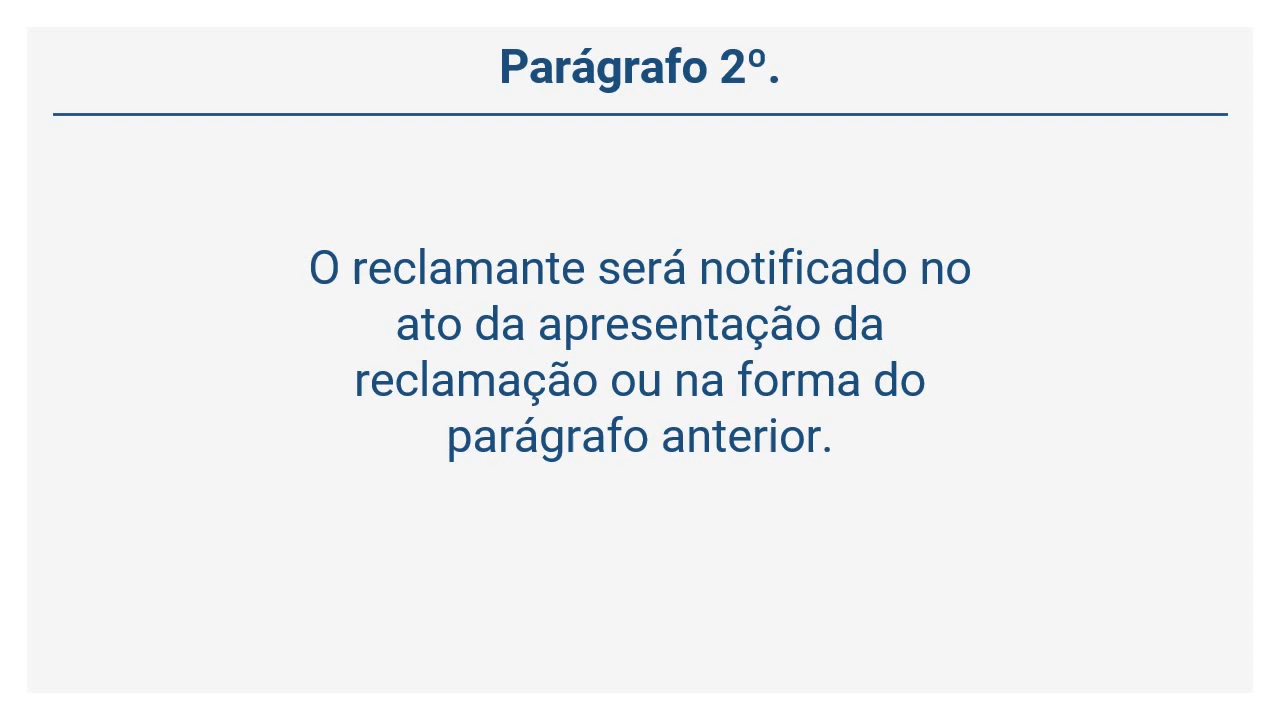 Parágrafo 2º.
O reclamante será notificado no
ato da apresentação da
reclamação ou na forma do
parágrafo anterior.